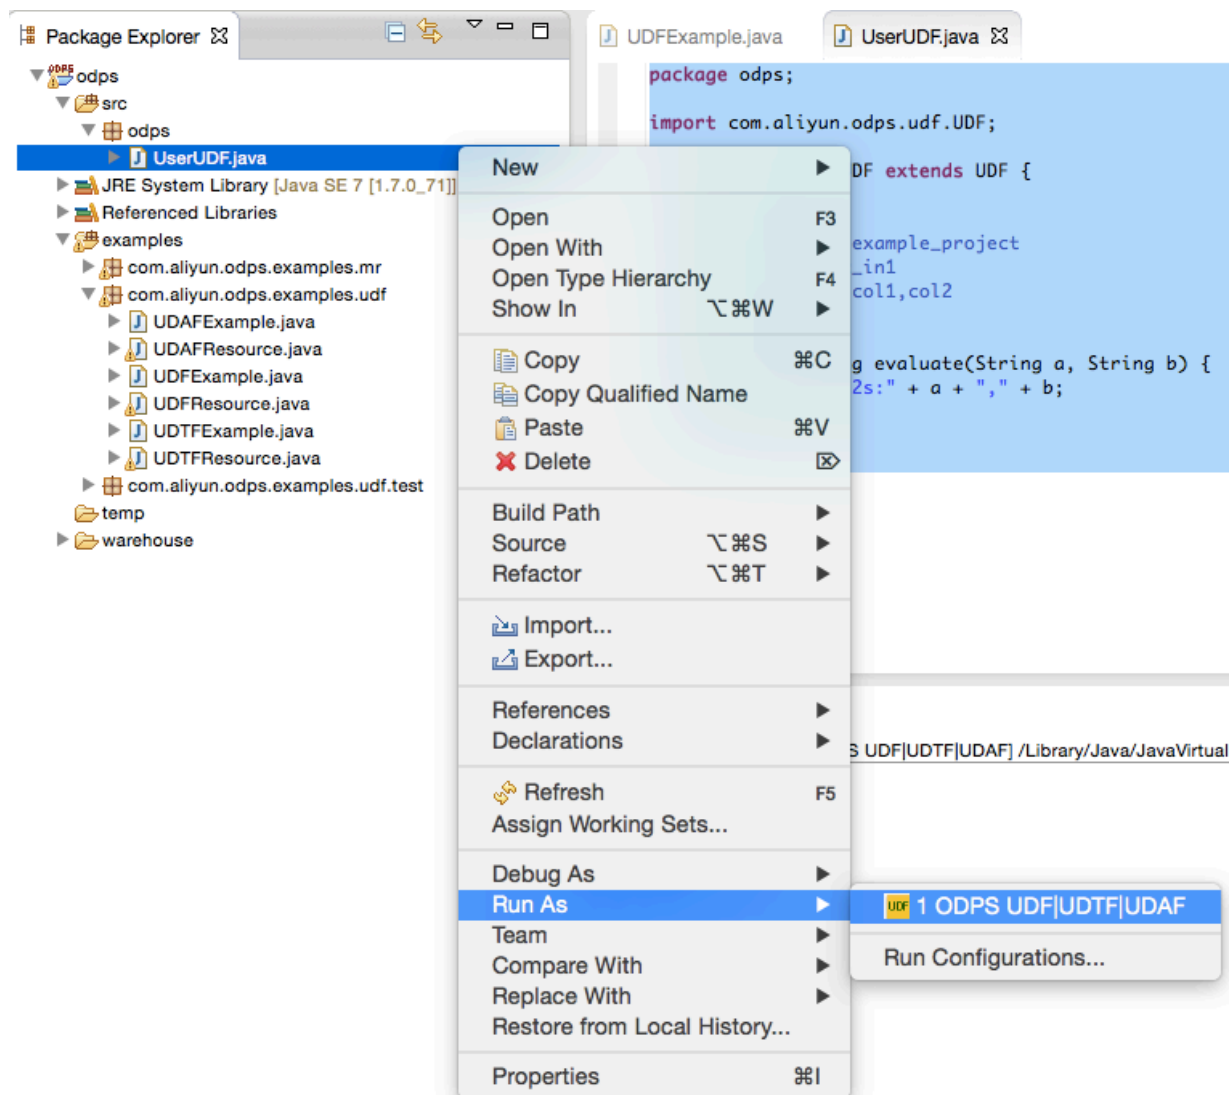 Package Explorer
ODPS
odps
src
odps
UserUDF.java
JRE System Library [Java SE 7 [1.7.0_71]]
Referenced Libraries
examples
com.aliyun.odps.examples.mr
com.aliyun.odps.examples.udf
UDAFExample.java
UDAFResource.java
UDFExample.java
UDFResource.java
UDTFExample.java
UDTFResource.java
com.aliyun.odps.examples.udf.test
temp
warehouse
New
Open F3
Open With
Open Type Hierarchy F4
Show In ⌥⌘W
Copy ⌘C
Copy Qualified Name
Paste ⌘V
Delete ⌦
Build Path
Source ⌥⌘S
Refactor ⌥⌘T
Import...
Export...
References
Declarations
Refresh F5
Assign Working Sets...
Debug As
Run As
Team
Compare With
Replace With
Restore from Local History...
Properties ⌘I
UDF 1 ODPS UDF|UDTF|UDAF
Run Configurations...
UDFExample.java
UserUDF.java
package odps;
import com.aliyun.odps.udf.UDF;
DF extends UDF {
example_project
_in1
col1,col2
g evaluate(String a, String b) {
2s:" + a + "," + b;
S UDF|UDTF|UDAF] /Library/Java/JavaVirtual